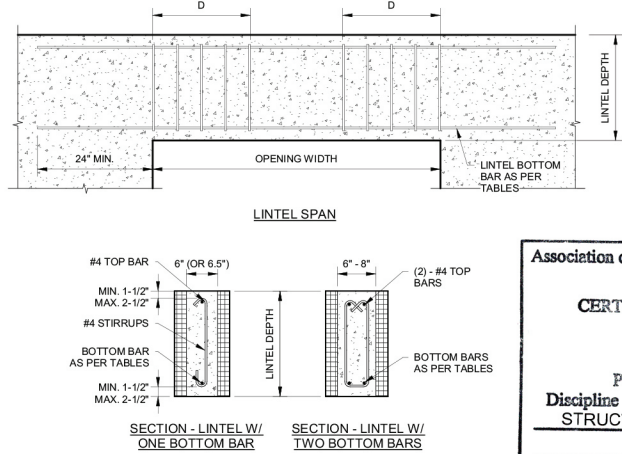 D
D
LINTEL DEPTH
24" MIN.
OPENING WIDTH
LINTEL BOTTOM
BAR AS PER
TABLES
LINTEL SPAN
#4 TOP BAR
6" (OR 6.5")
MIN. 1-1/2"
MAX. 2-1/2"
#4 STIRRUPS
BOTTOM BAR
AS PER TABLES
MIN. 1-1/2"
MAX. 2-1/2"
LINTEL DEPTH
6" - 8"
(2) - #4 TOP
BARS
BOTTOM BARS
AS PER TABLES
SECTION - LINTEL W/
ONE BOTTOM BAR
SECTION - LINTEL W/
TWO BOTTOM BARS
Association
CERT
P
Discipline
STRUCT